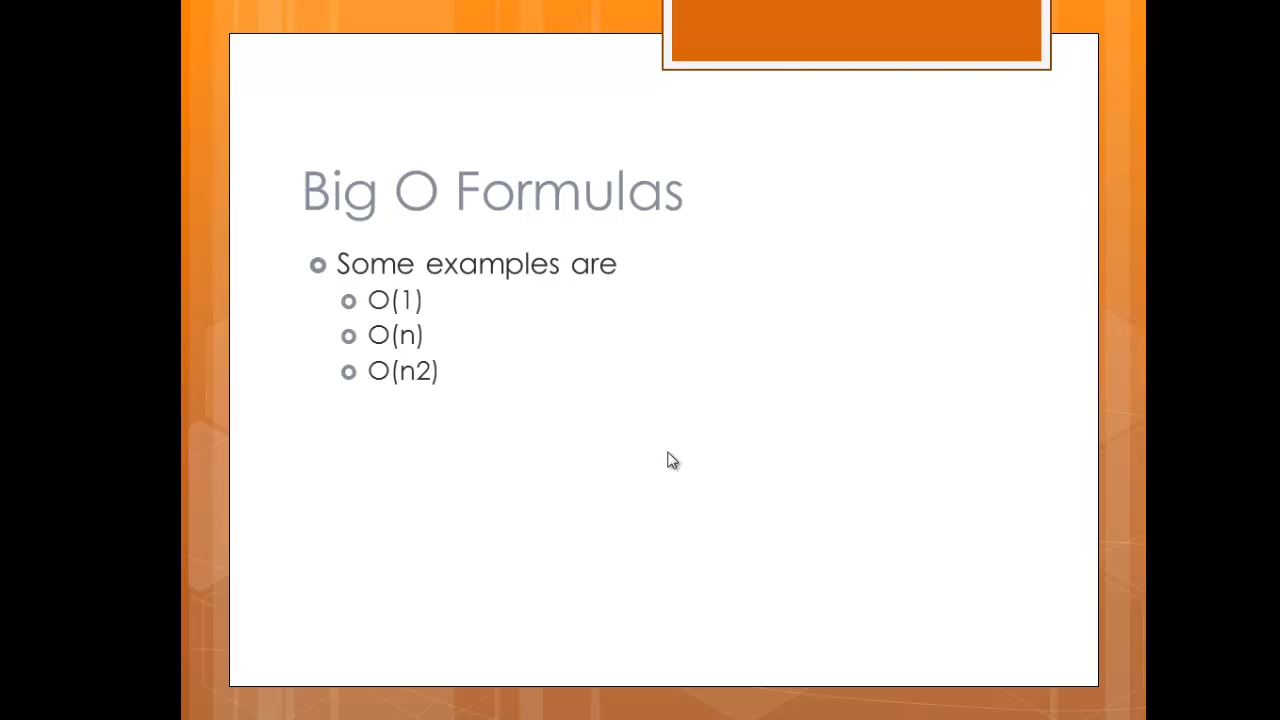 Big O Formulas
Some examples are
O(1)
O(n)
O(n2)